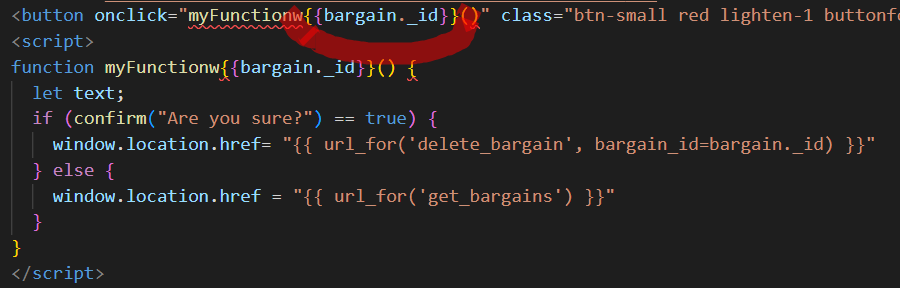 <button onclick="myFunctionw{{bargain._id}}()" class="btn-small red lighten-1 buttonfo
<script>
function myFunctionw{{bargain._id}}() {
let text;
if (confirm("Are you sure?") == true) {
window.location.href= "{{ url_for('delete_bargain', bargain_id=bargain._id) }}"
} else {
window.location.href = "{{ url_for('get_bargains') }}"
}
}
</script>